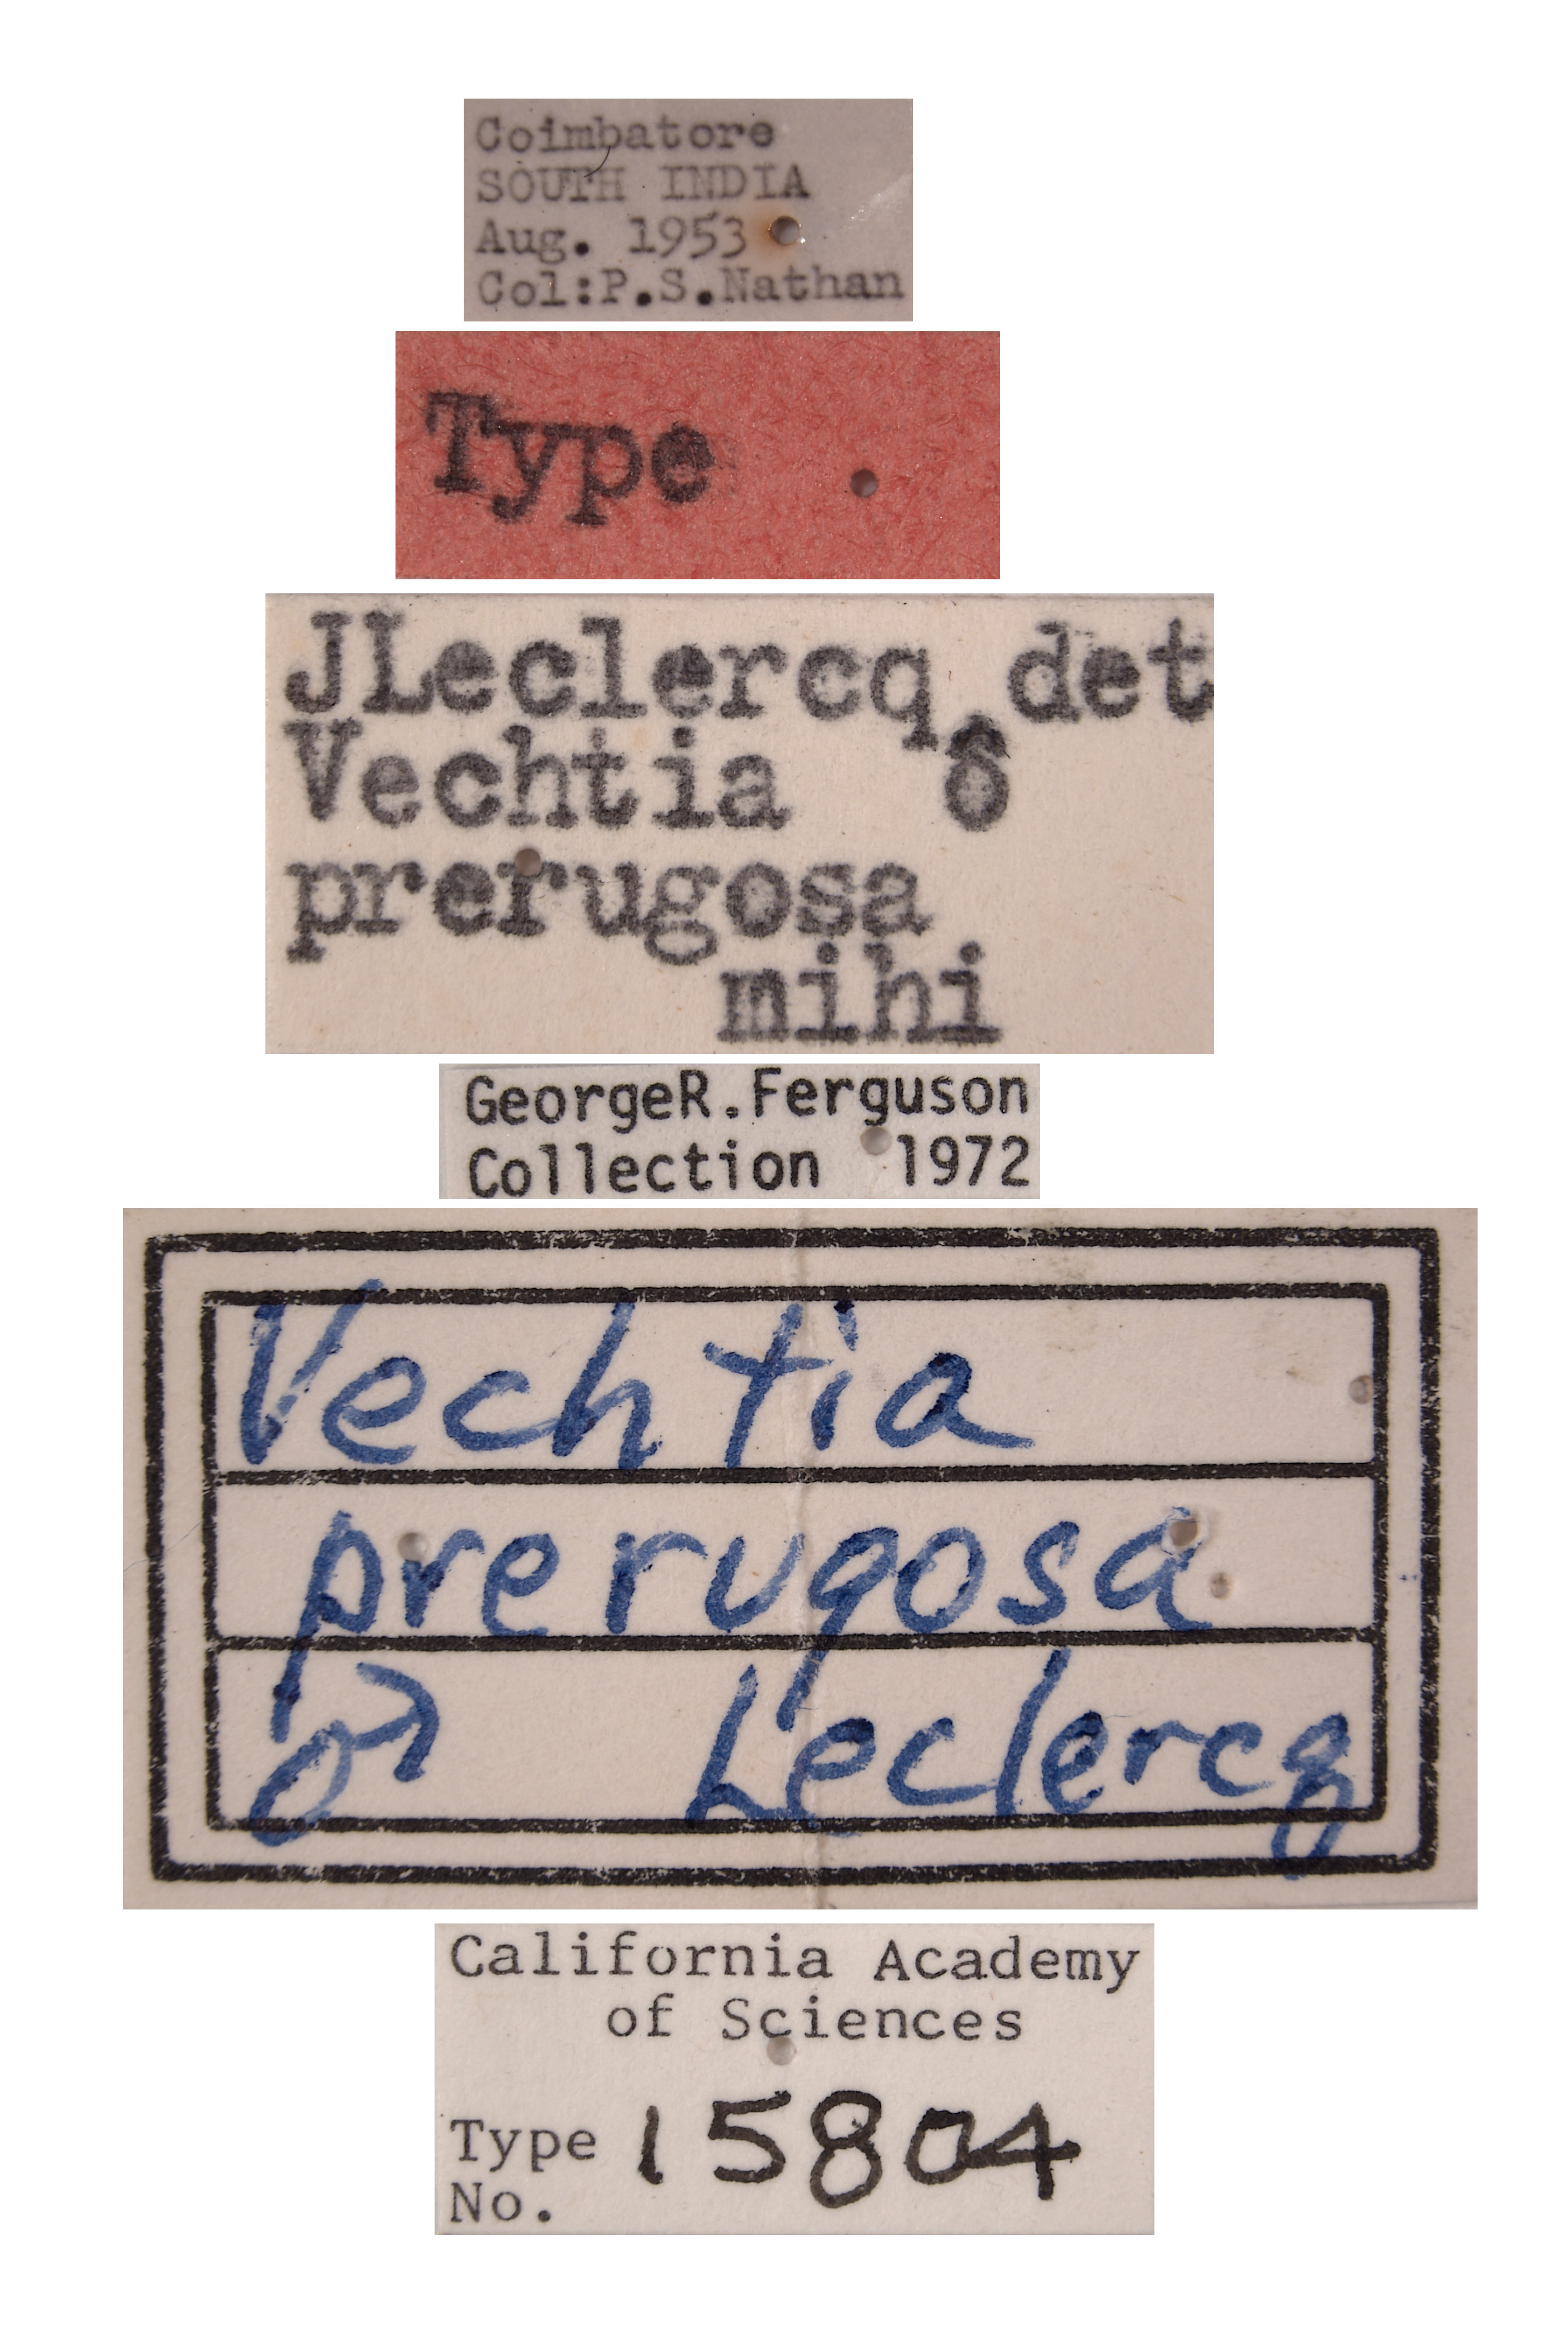 Coimbatore
SOUTH INDIA
Aug. 1953
Col:P.S.Nathan
Type
JLeclercq det
Vechtia ♂
prerugosa
mihi
GeorgeR.Ferguson
Collection 1972
Vechtia
prerugosa
♂ Leclercq
California Academy
of Sciences
Type 15804
No.